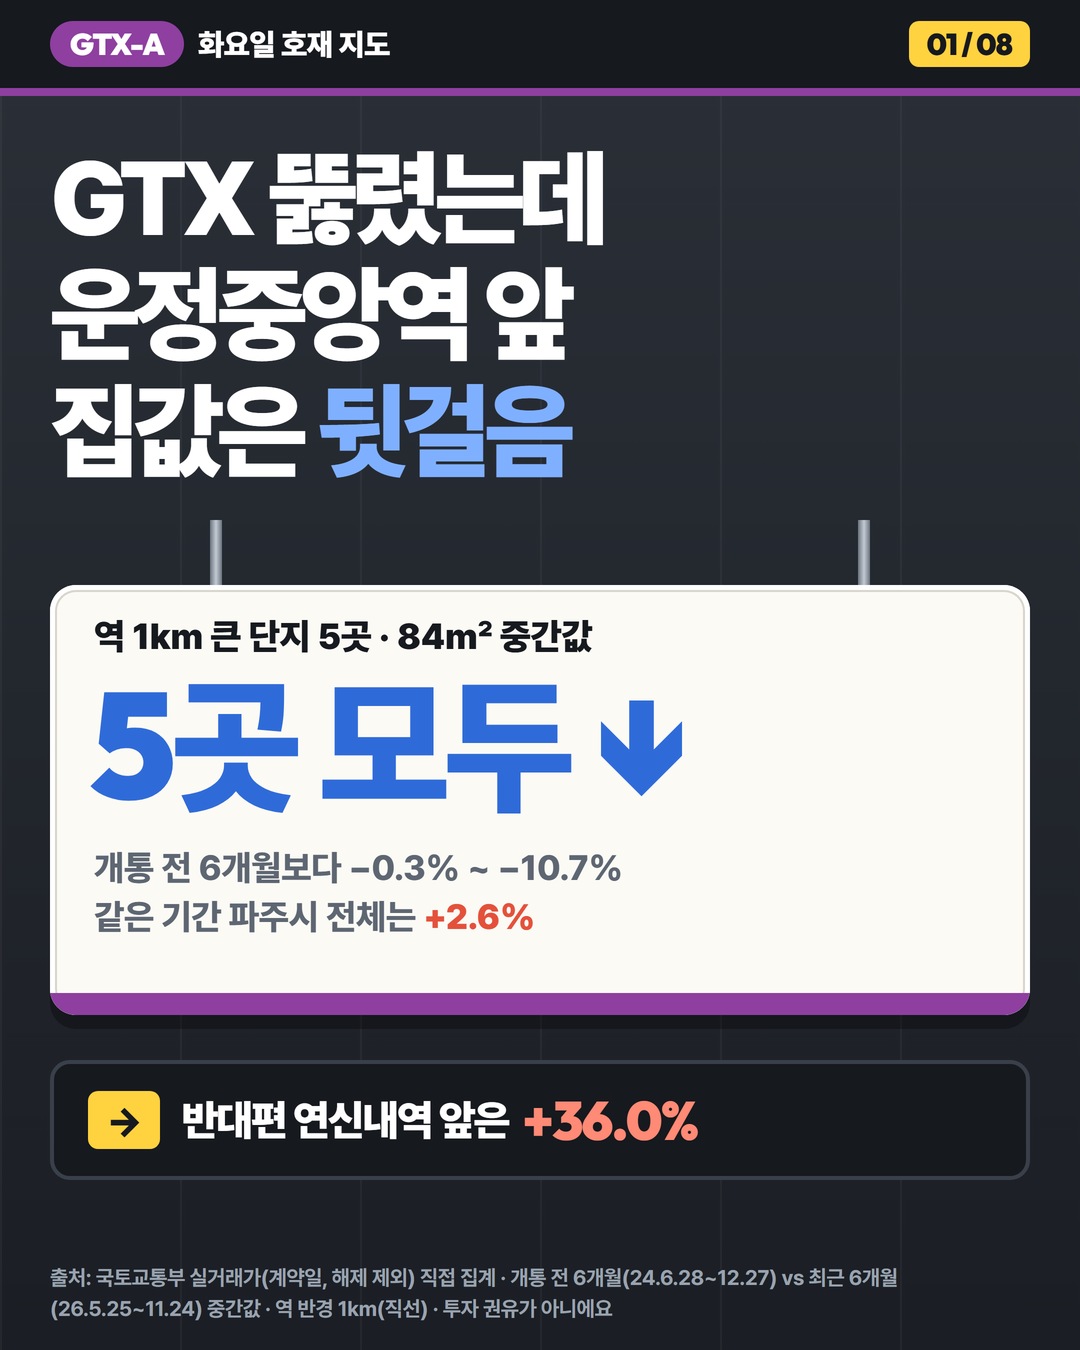 GTX-A 화요일 호재 지도
01 / 08
GTX 뚫렸는데
운정중앙역 앞
집값은 뒷걸음
역 1km 큰 단지 5곳 · 84m² 중간값
5곳 모두 ↓
개통 전 6개월보다 −0.3% ~ −10.7%
같은 기간 파주시 전체는 +2.6%
→ 반대편 연신내역 앞은 +36.0%
출처: 국토교통부 실거래가(계약일, 해제 제외) 직접 집계 · 개통 전 6개월(24.6.28~12.27) vs 최근 6개월
(26.5.25~11.24) 중간값 · 역 반경 1km(직선) · 투자 권유가 아니에요